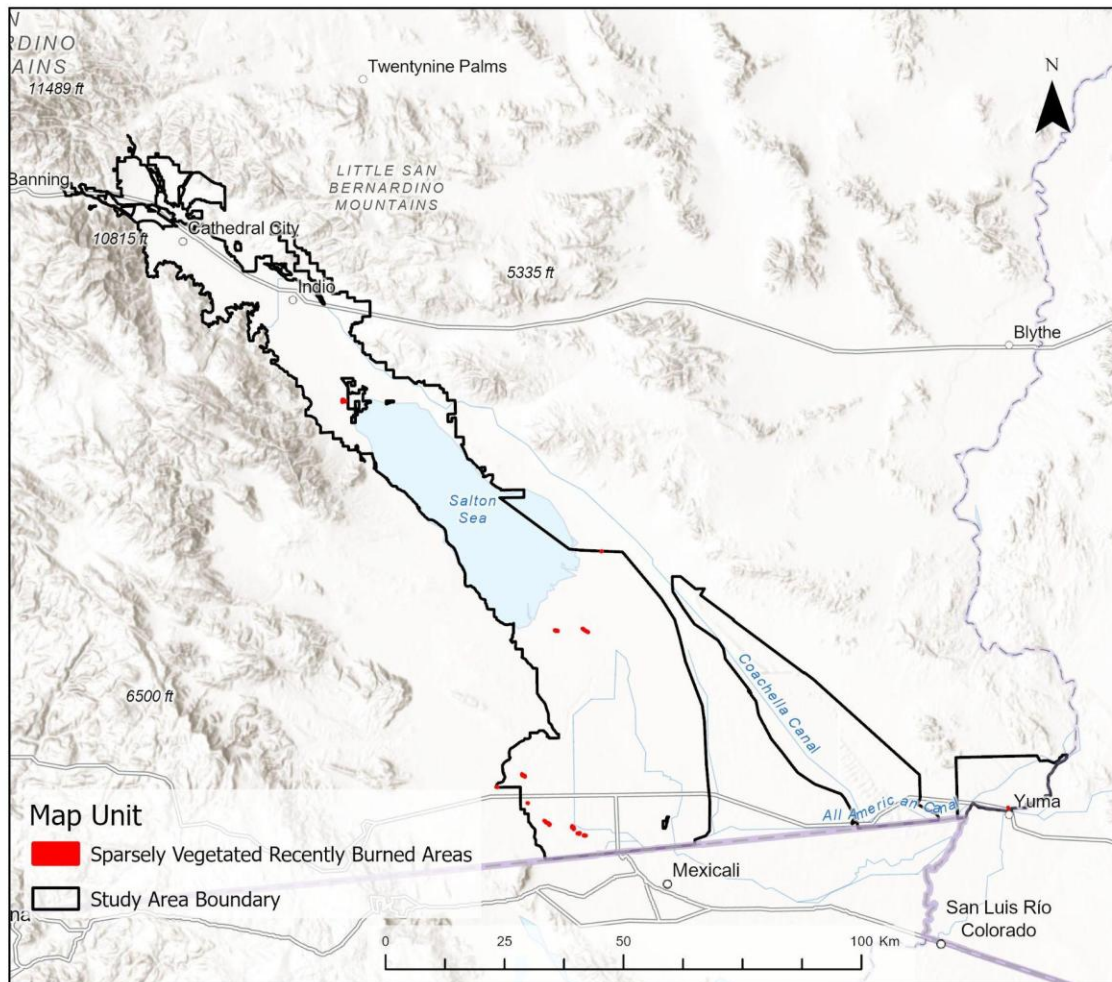 N
RDINO
AINS
11489 ft
Twentynine Palms
N
Banning
LITTLE SAN
BERNARDINO
MOUNTAINS
10815 ft
Cathedral City
5335 ft
Indio
Blythe
Salton
Sea
6500 ft
Coachella Canal
All American Canal
Yuma
Map Unit
Sparsely Vegetated Recently Burned Areas
Study Area Boundary
Mexicali
na
San Luis Río
Colorado
0 25 50 100 Km